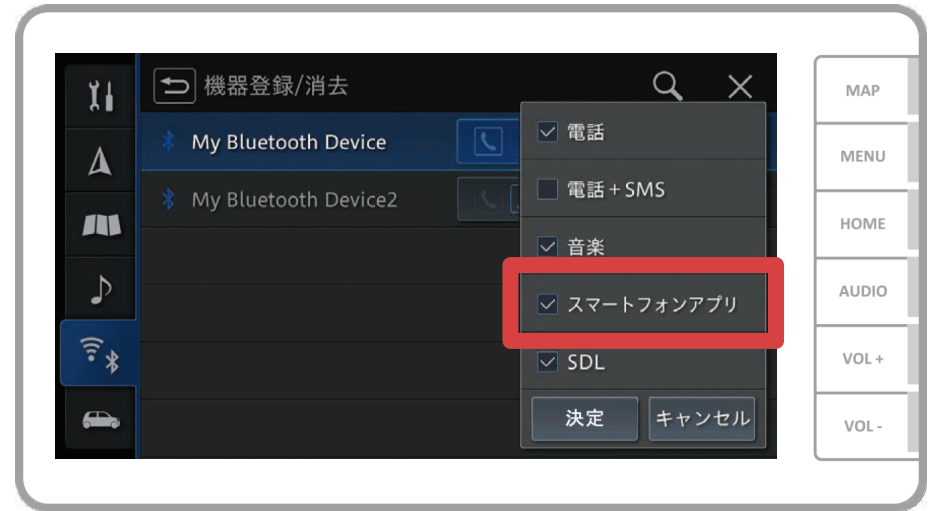 機器登録/消去
My Bluetooth Device
My Bluetooth Device2
電話
電話+SMS
音楽
スマートフォンアプリ
SDL
決定
キャンセル
MAP
MENU
HOME
AUDIO
VOL +
VOL -